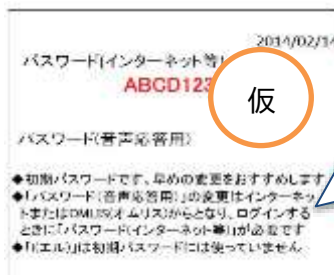 2014/02/14
パスワード(インターネット等)
ABCD123
仮
パスワード(音声応答用)
◆初期パスワードです、早めの変更をおすすめします
◆「パスワード(音声応答用)」の変更はインターネッ
トまたはOMLIS(オムリス)からとなり、ログインする
ときに「パスワード(インターネット等)」が必要です
◆「l(エル)」は初期パスワードには使っていません